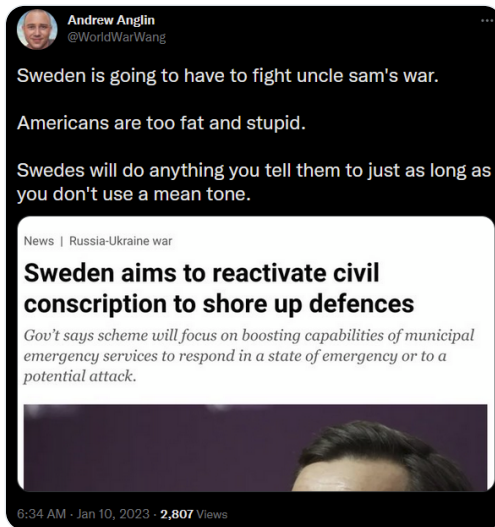 Andrew Anglin
@WorldWarWang
Sweden is going to have to fight uncle sam's war.
Americans are too fat and stupid.
Swedes will do anything you tell them to just as long as
you don't use a mean tone.
News | Russia-Ukraine war
Sweden aims to reactivate civil
conscription to shore up defences
Gov't says scheme will focus on boosting capabilities of municipal
emergency services to respond in a state of emergency or to a
potential attack.
6:34 AM · Jan 10, 2023 · 2,807 Views